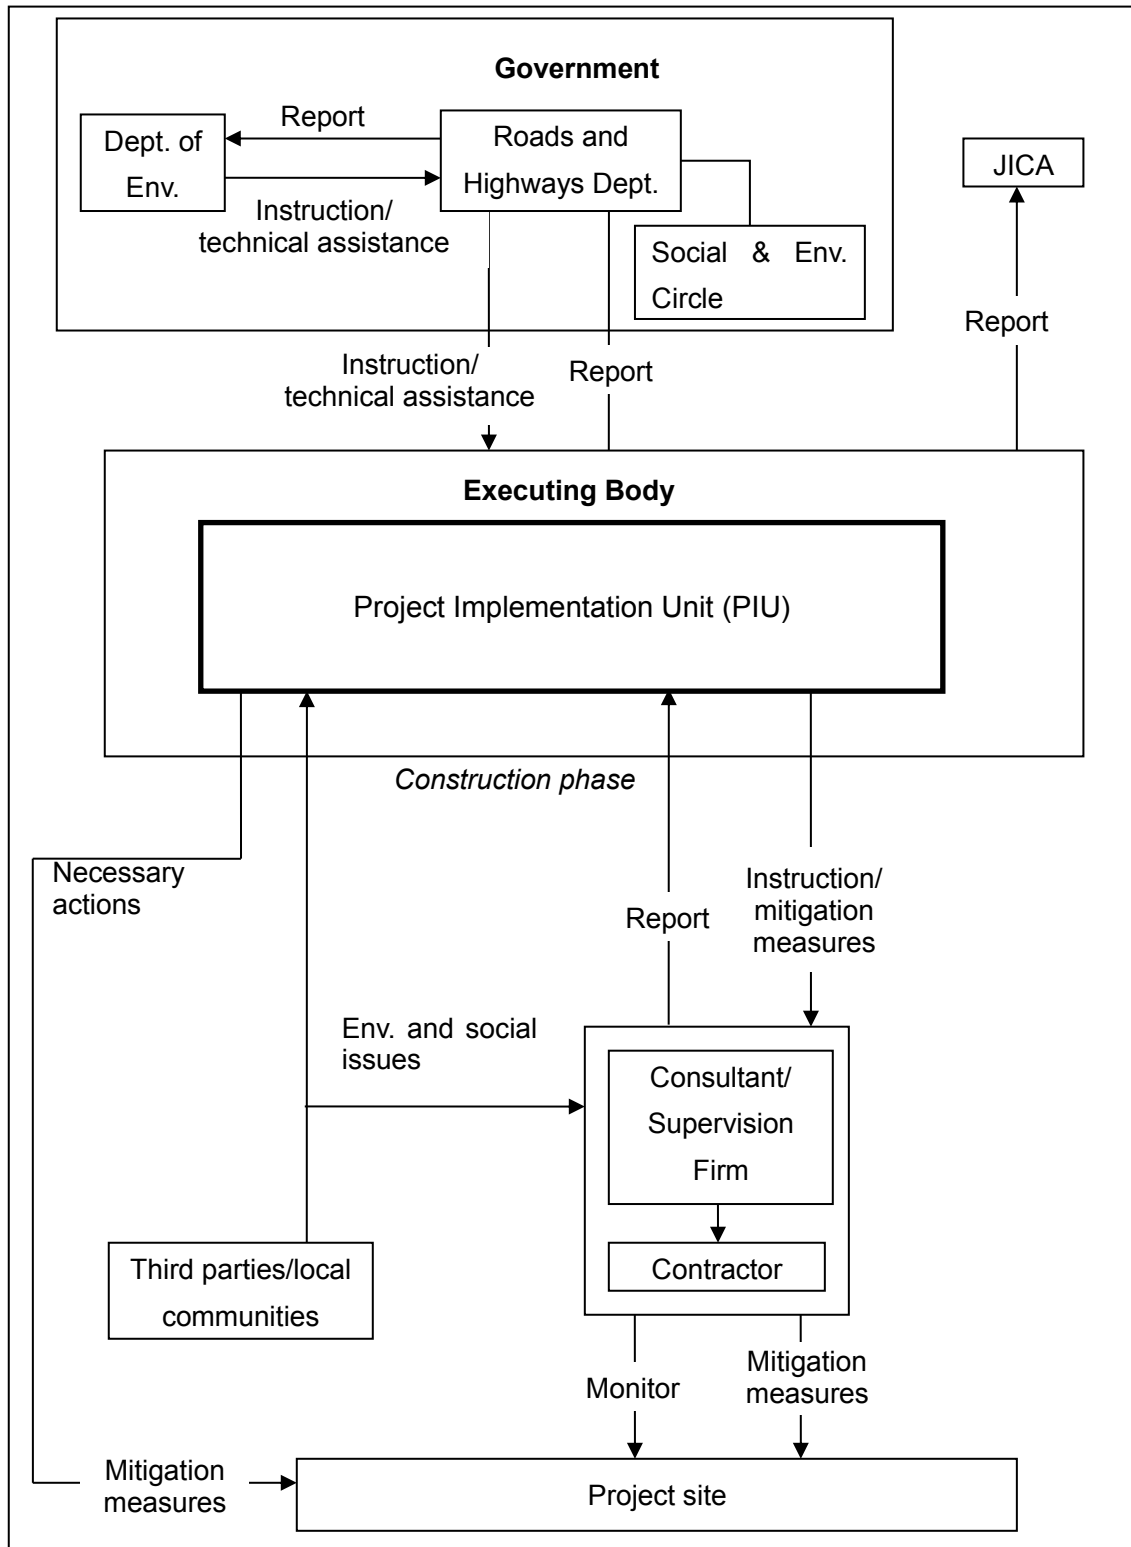 Government
Report
Dept. of
Env.
Roads and
Highways Dept.
JICA
Instruction/
technical assistance
Social & Env.
Circle
Report
Instruction/
technical assistance
Report
Executing Body
Project Implementation Unit (PIU)
Construction phase
Necessary
actions
Report
Instruction/
mitigation
measures
Env. and social
issues
Consultant/
Supervision
Firm
Contractor
Third parties/local
communities
Monitor
Mitigation
measures
Mitigation
measures
Project site